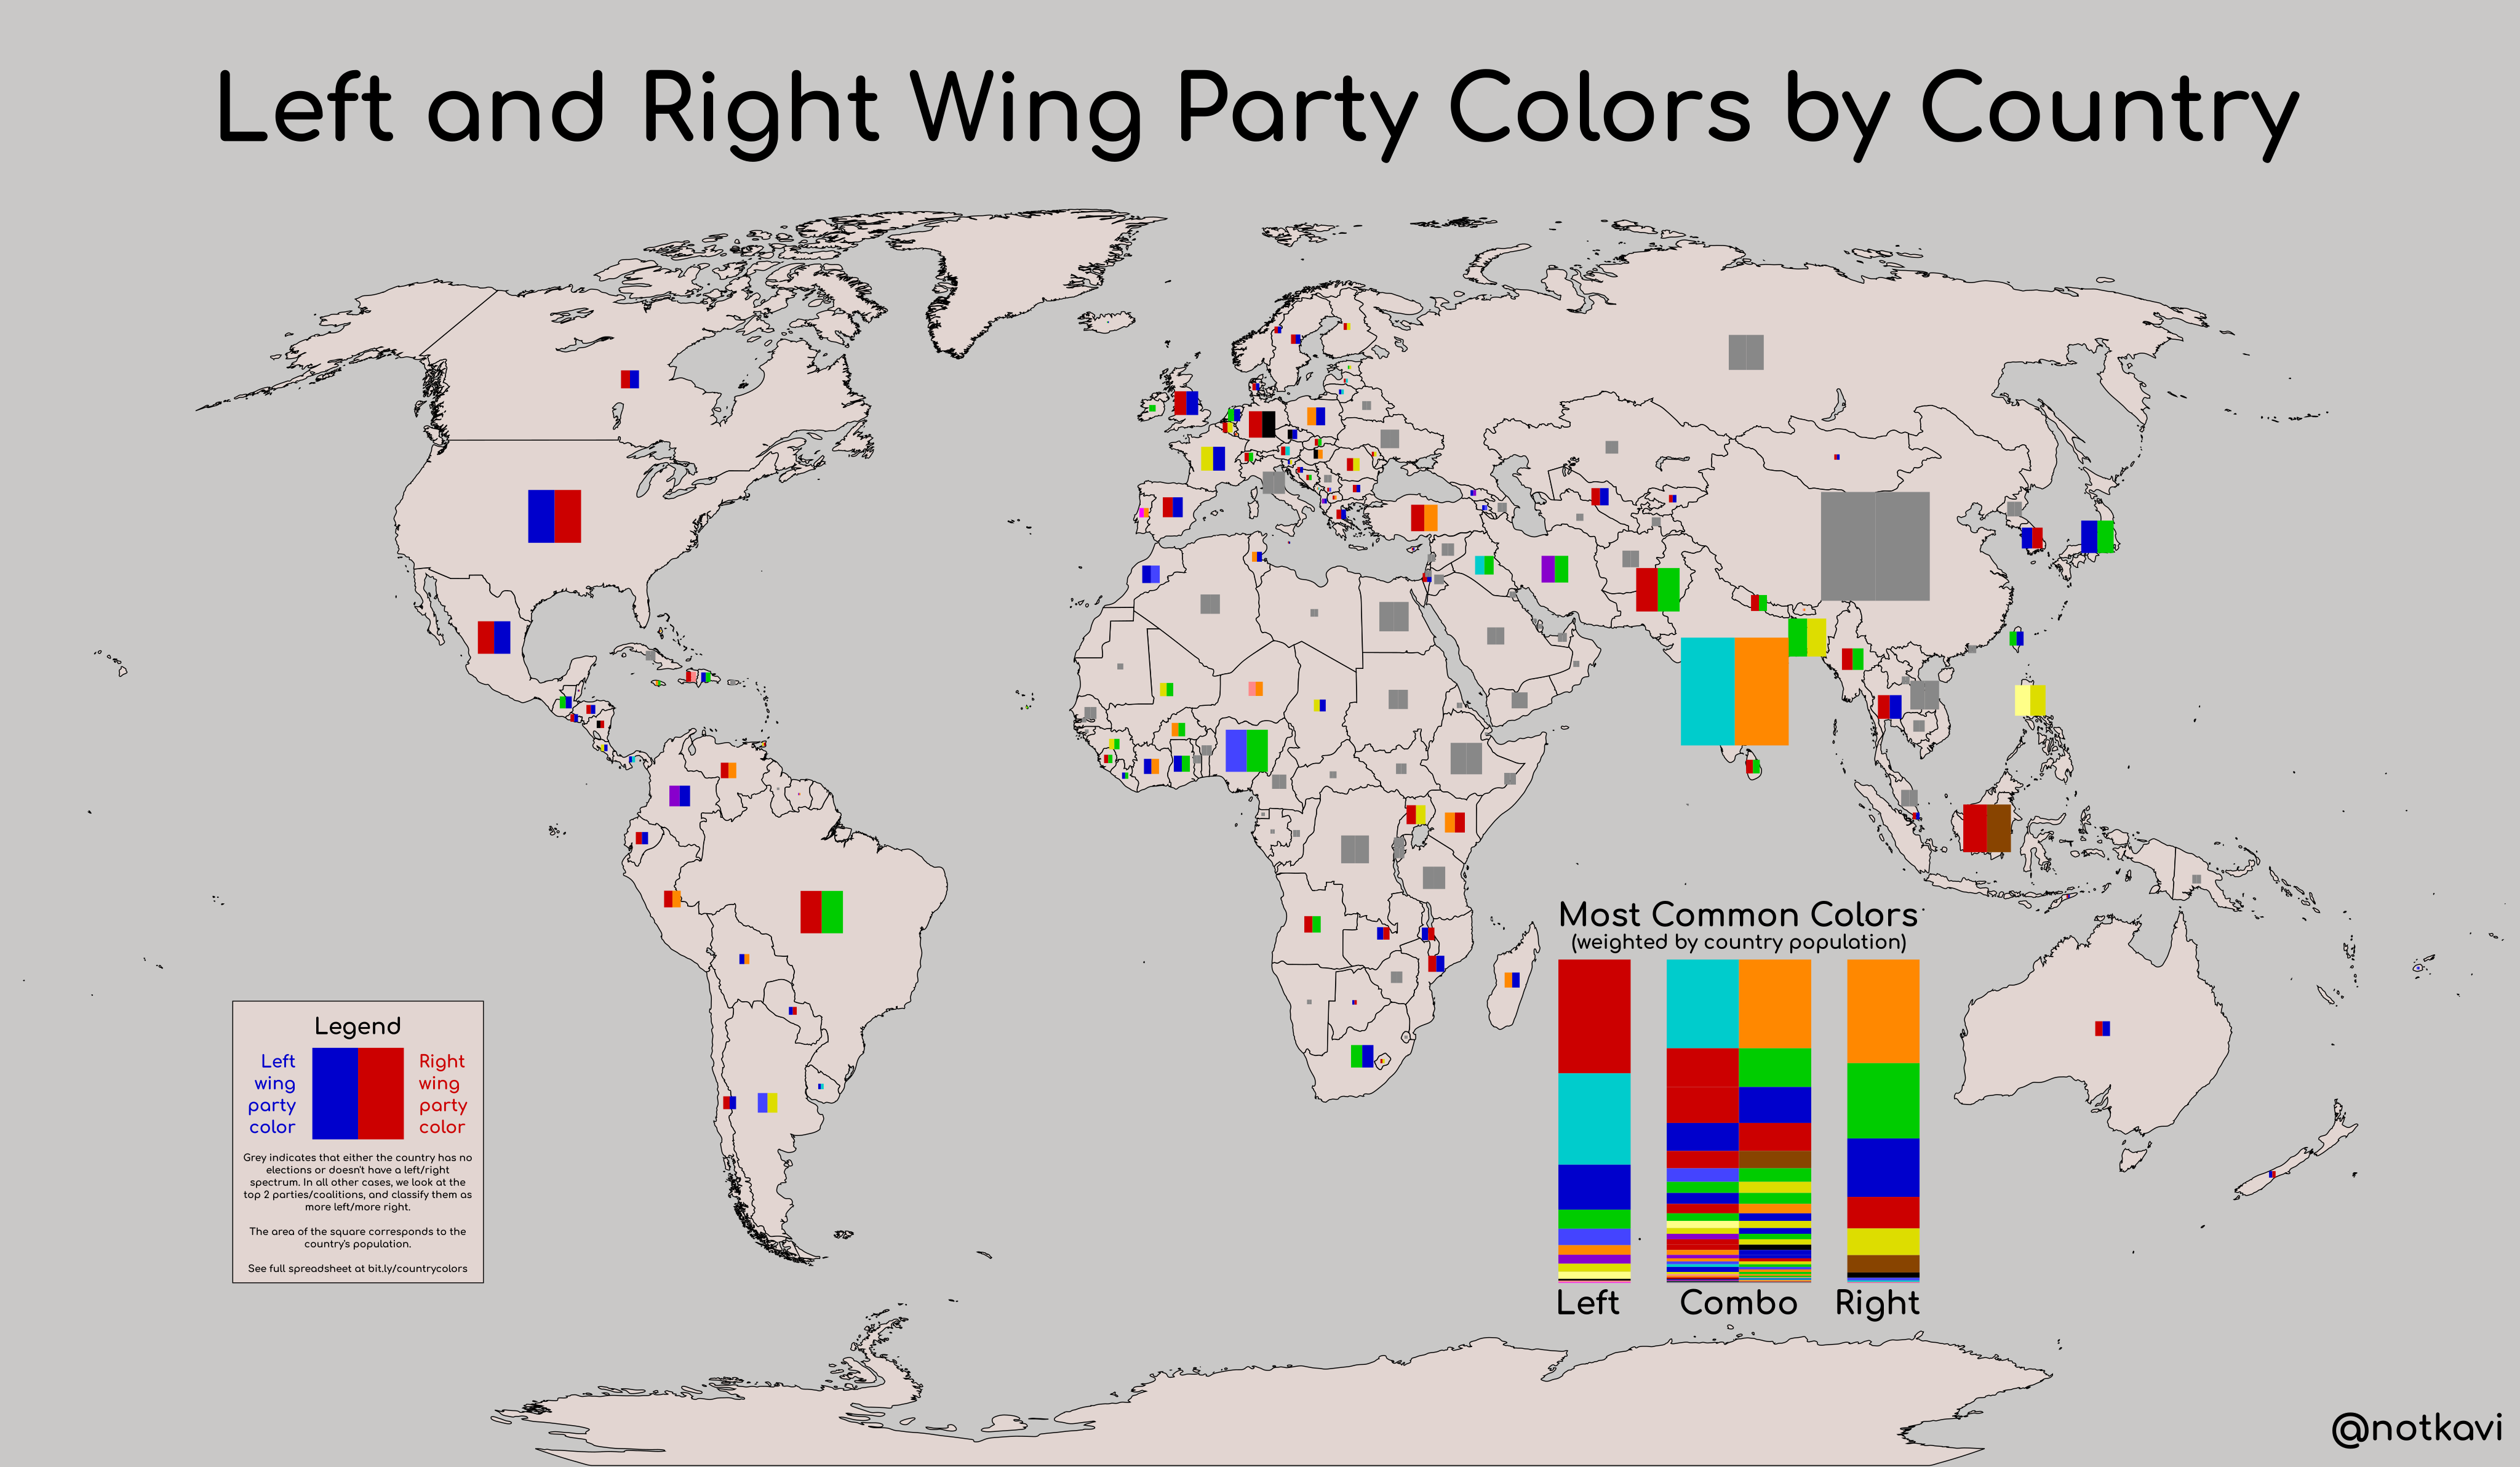 Left and Right Wing Party Colors by Country
Most Common Colors
(weighted by country population)
Left
Combo
Right
Legend
Left
wing
party
color
Right
wing
party
color
Grey indicates that either the country has no
elections or doesn't have a left/right
spectrum. In all other cases, we look at the
top 2 parties/coalitions, and classify them as
more left/more right.
The area of the square corresponds to the
country's population.
See full spreadsheet at bit.ly/countrycolors
@notkavi